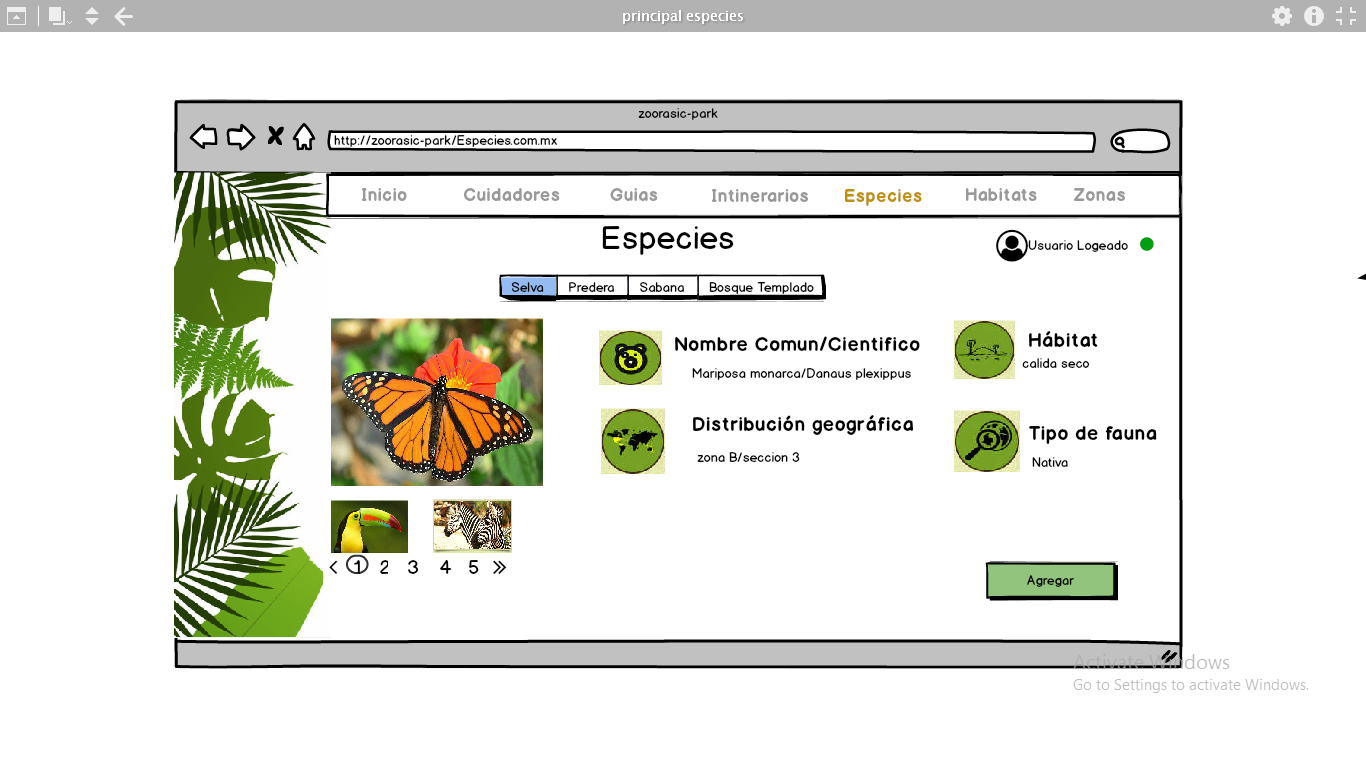 principal especies
zoorasic-park
http://zoorasic-park/Especies.com.mx
Inicio Cuidadores Guias Intinerarios Especies Habitats Zonas
Especies
Usuario Logeado
Selva Predera Sabana Bosque Templado
Nombre Comun/Cientifico
Mariposa monarca/Danaus plexippus
Hábitat
calida seco
Distribución geográfica
zona B/seccion 3
Tipo de fauna
Nativa
< 1 2 3 4 5 >>
Agregar
Activate Windows
Go to Settings to activate Windows.